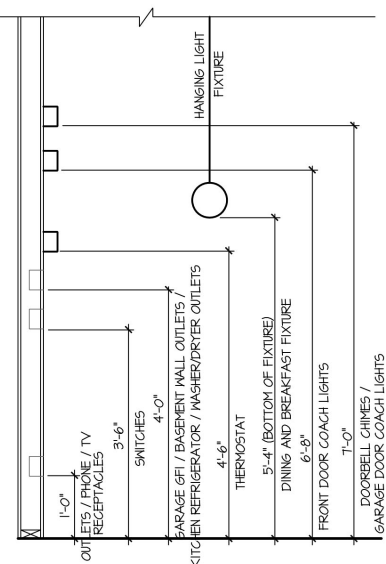 HANGING LIGHT
FIXTURE
1'-0"
OUTLETS / PHONE / TV
RECEPTACLES
3'-6"
SWITCHES
4'-0"
GARAGE GFI / BASEMENT WALL OUTLETS /
KITCHEN REFRIGERATOR / WASHER/DRYER OUTLETS
4'-6"
THERMOSTAT
5'-4" (BOTTOM OF FIXTURE)
DINING AND BREAKFAST FIXTURE
6'-8"
FRONT DOOR COACH LIGHTS
7'-0"
DOORBELL CHIMES /
GARAGE DOOR COACH LIGHTS